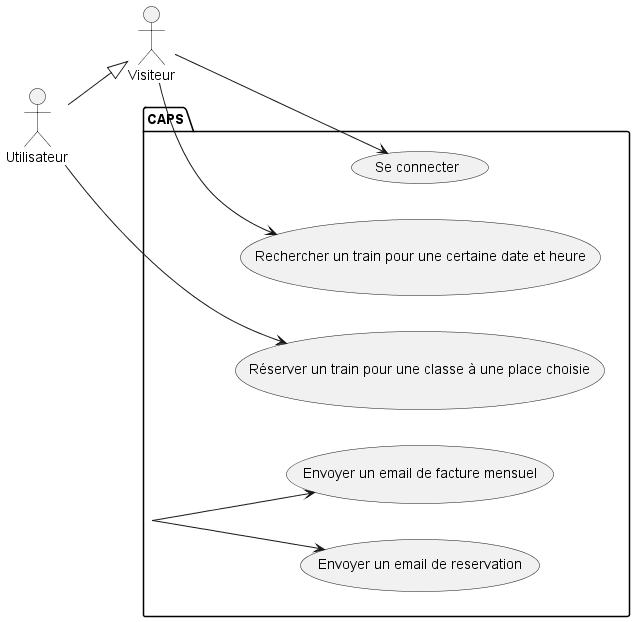 Visiteur
Utilisateur
CAPS
Se connecter
Rechercher un train pour une certaine date et heure
Réserver un train pour une classe à une place choisie
Envoyer un email de facture mensuel
Envoyer un email de reservation